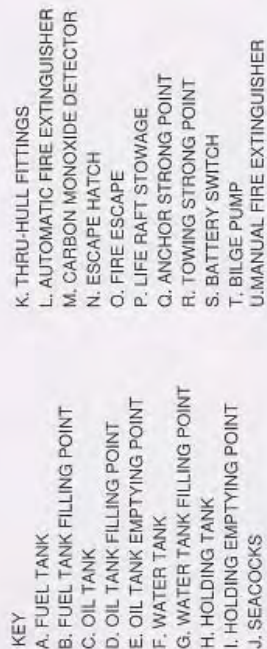 KEY
A. FUEL TANK
B. FUEL TANK FILLING POINT
C. OIL TANK
D. OIL TANK FILLING POINT
E. OIL TANK EMPTYING POINT
F. WATER TANK
G. WATER TANK FILLING POINT
H. HOLDING TANK
I. HOLDING EMPTYING POINT
J. SEACOCKS
K. THRU-HULL FITTINGS
L. AUTOMATIC FIRE EXTINGUISHER
M. CARBON MONOXIDE DETECTOR
N. ESCAPE HATCH
O. FIRE ESCAPE
P. LIFE RAFT STOWAGE
Q. ANCHOR STRONG POINT
R. TOWING STRONG POINT
S. BATTERY SWITCH
T. BILGE PUMP
U.MANUAL FIRE EXTINGUISHER